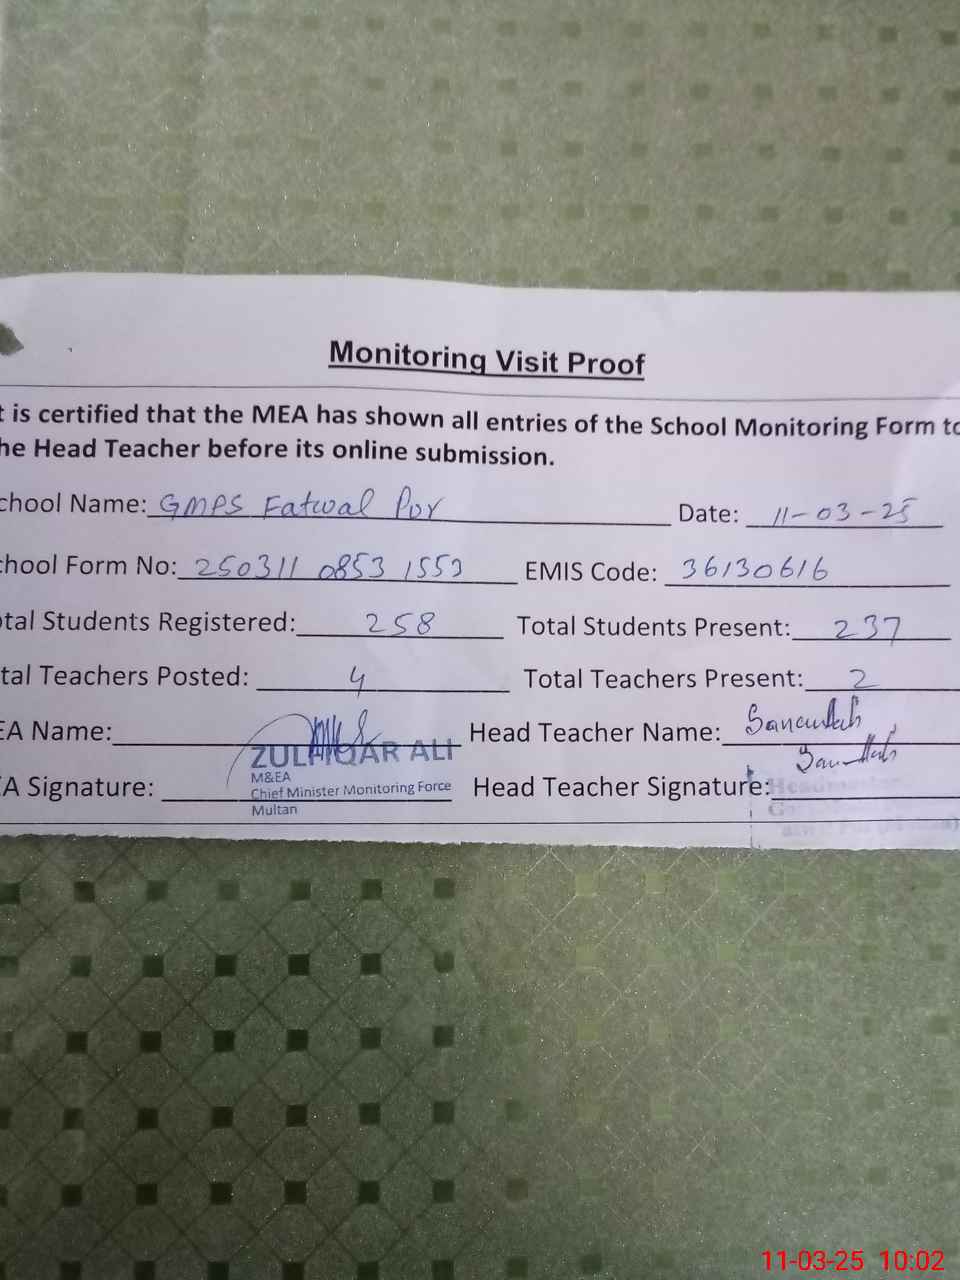 Monitoring Visit Proof
t is certified that the MEA has shown all entries of the School Monitoring Form to
he Head Teacher before its online submission.
chool Name: GMPS Fatwal Por Date: 11-03-25
chool Form No: 250311 0853 1553 EMIS Code: 36130616
otal Students Registered: 258 Total Students Present: 237
tal Teachers Posted: 4 Total Teachers Present: 2
EA Name: Head Teacher Name:
ZULFIQAR ALI
M&EA
EA Signature: Chief Minister Monitoring Force Head Teacher Signature:
Multan
11-03-25 10:02